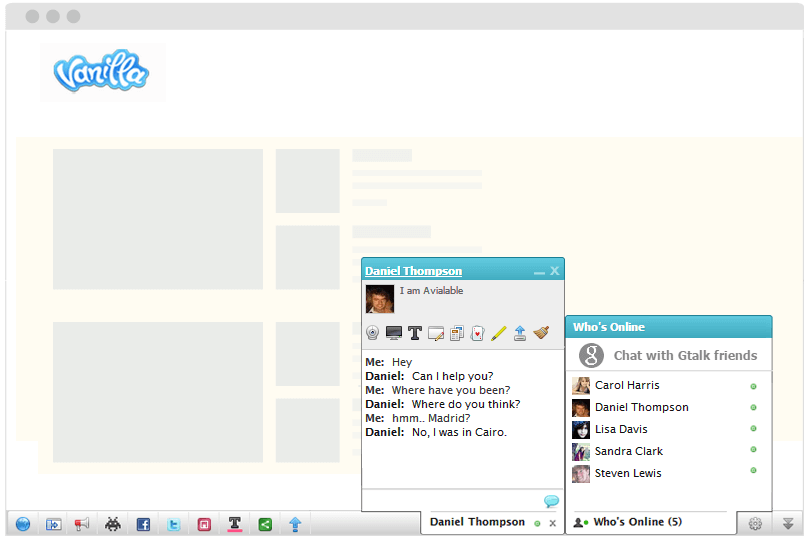 Vanilla
Daniel Thompson
I am Avialable
Me: Hey
Daniel: Can I help you?
Me: Where have you been?
Daniel: Where do you think?
Me: hmm.. Madrid?
Daniel: No, I was in Cairo.
Daniel Thompson
Who's Online
g Chat with Gtalk friends
Carol Harris
Daniel Thompson
Lisa Davis
Sandra Clark
Steven Lewis
Who's Online (5)